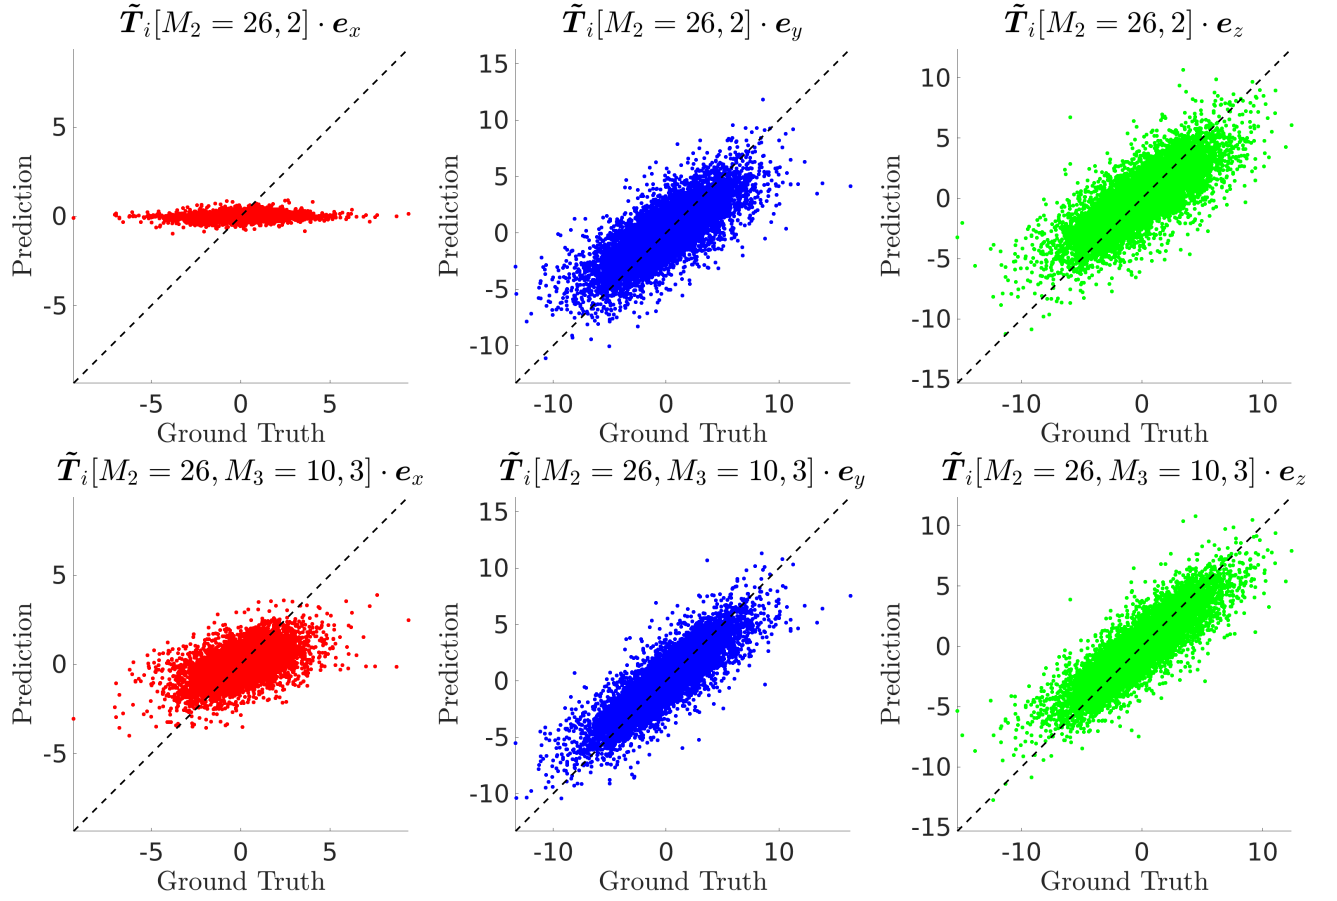 T̃ᵢ[M₂ = 26, 2] · eₓ
T̃ᵢ[M₂ = 26, 2] · e_y
T̃ᵢ[M₂ = 26, 2] · e_z
5
0
-5
Prediction
-5 0 5
Ground Truth
15
10
5
0
-5
-10
Prediction
-10 0 10
Ground Truth
10
5
0
-5
-10
-15
Prediction
-10 0 10
Ground Truth
T̃ᵢ[M₂ = 26, M₃ = 10, 3] · eₓ
T̃ᵢ[M₂ = 26, M₃ = 10, 3] · e_y
T̃ᵢ[M₂ = 26, M₃ = 10, 3] · e_z
5
0
-5
Prediction
-5 0 5
Ground Truth
15
10
5
0
-5
-10
Prediction
-10 0 10
Ground Truth
10
5
0
-5
-10
-15
Prediction
-10 0 10
Ground Truth